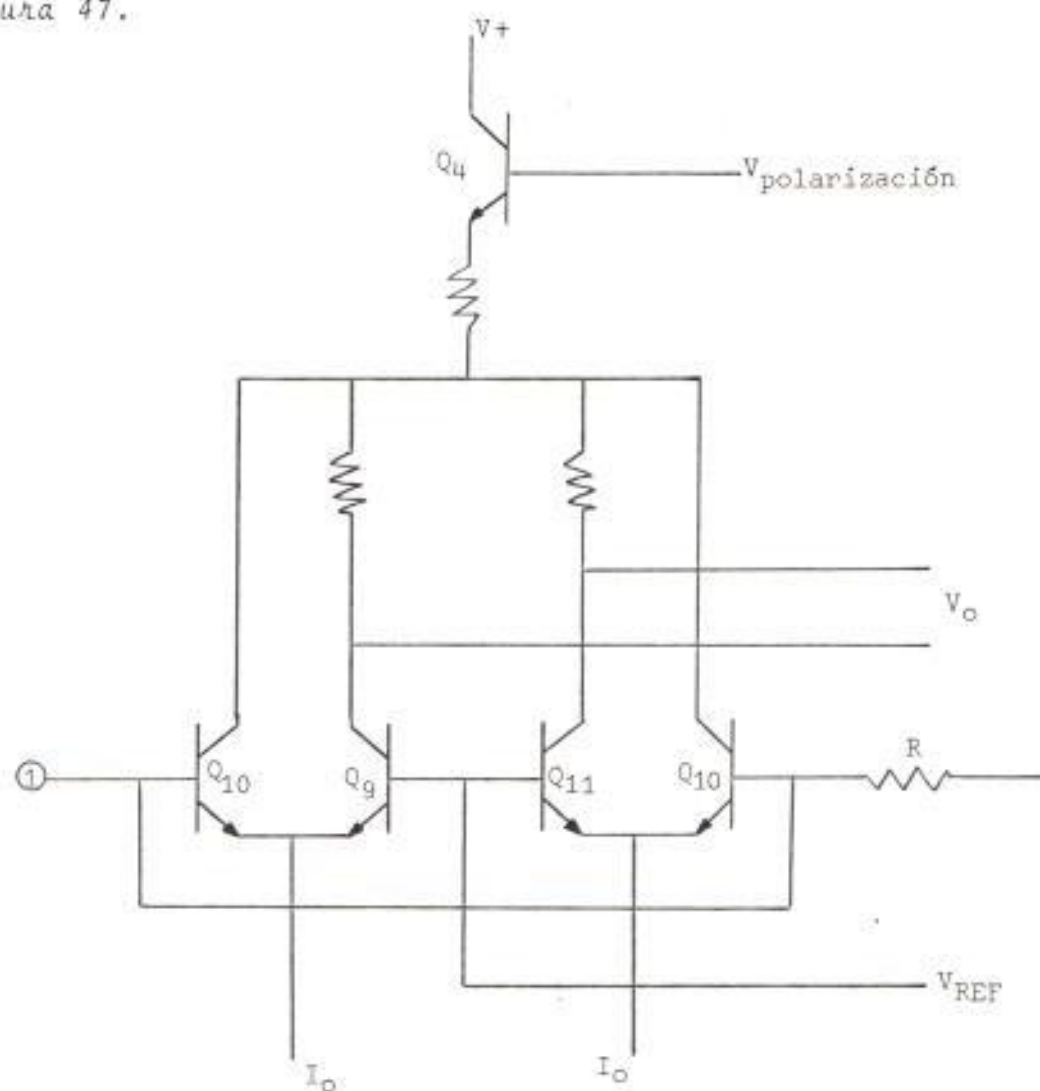 ura 47.
V+
Q4
Vpolarización
Vo
1
Q10
Q9
Q11
Q10
R
VREF
Io
Io